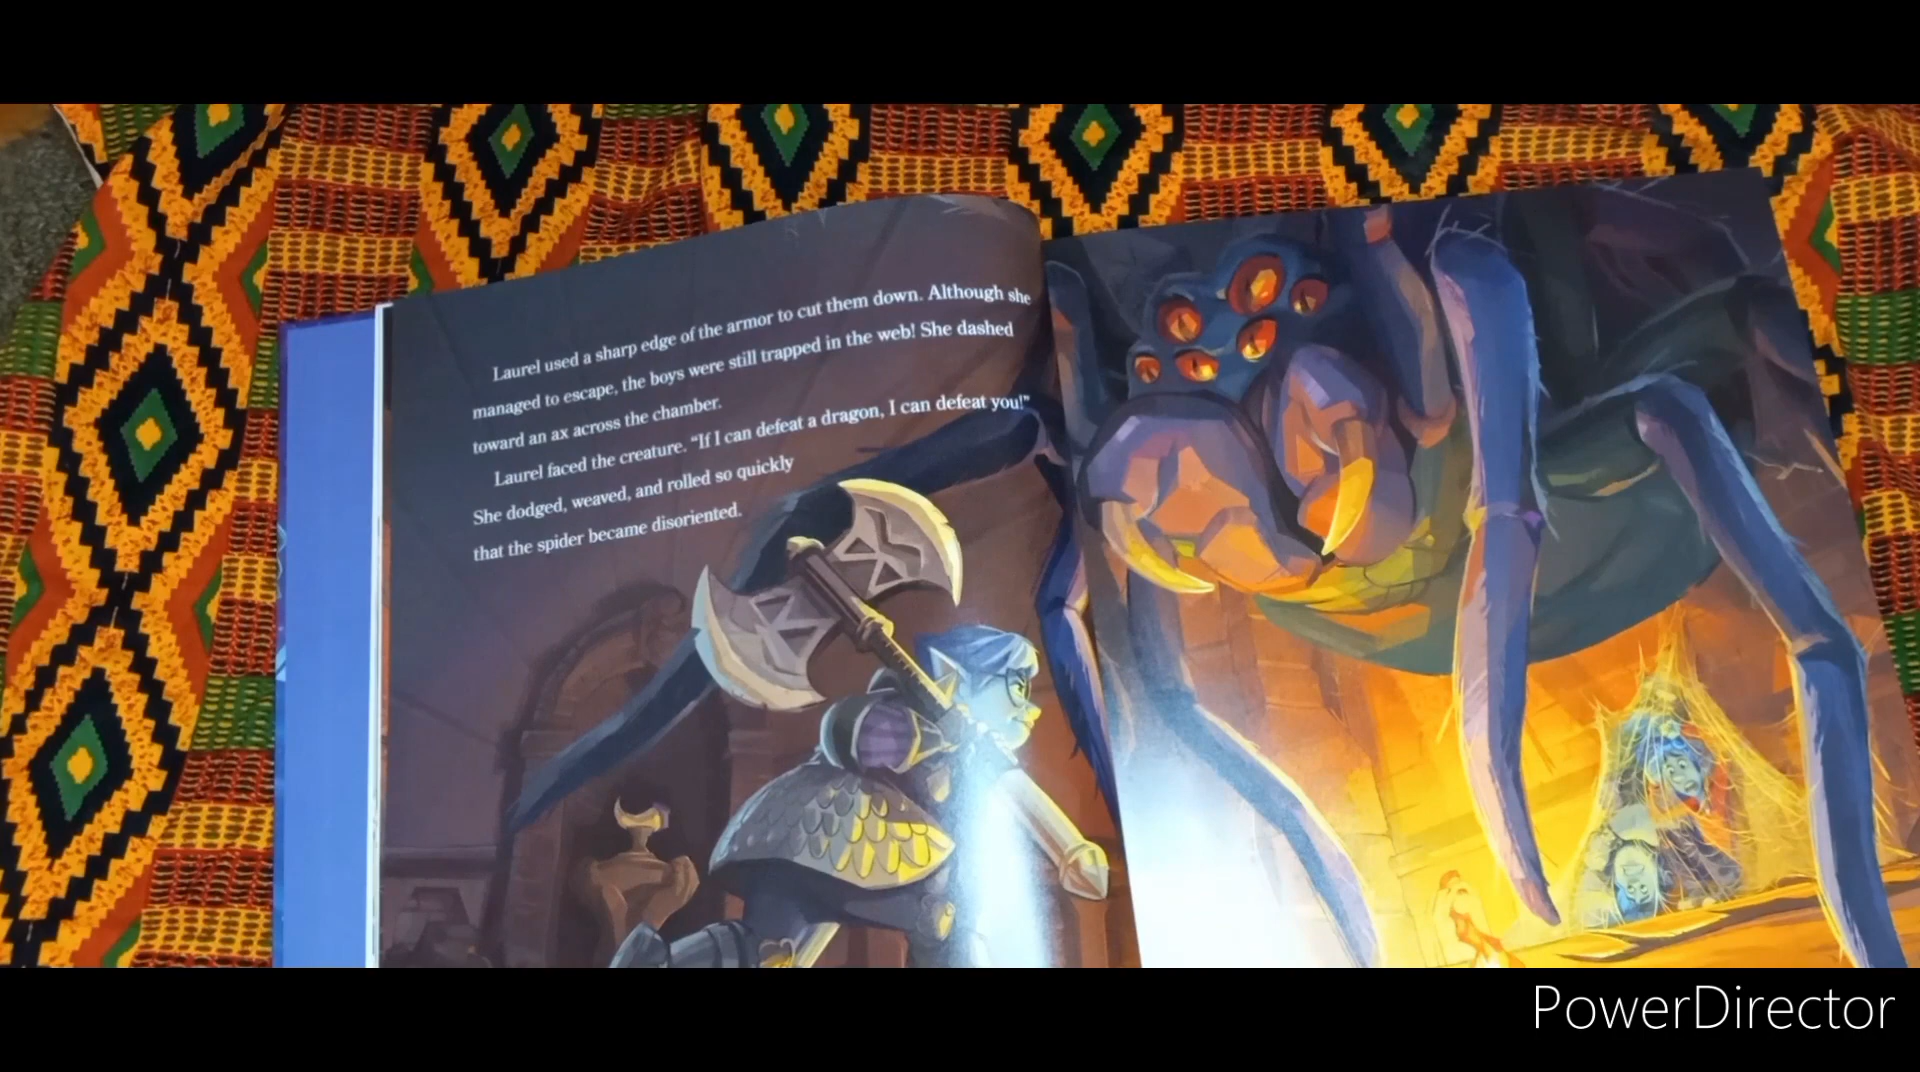 Laurel used a sharp edge of the armor to cut them down. Although she
managed to escape, the boys were still trapped in the web! She dashed
toward an ax across the chamber.
Laurel faced the creature. “If I can defeat a dragon, I can defeat you!”
She dodged, weaved, and rolled so quickly
that the spider became disoriented.
PowerDirector